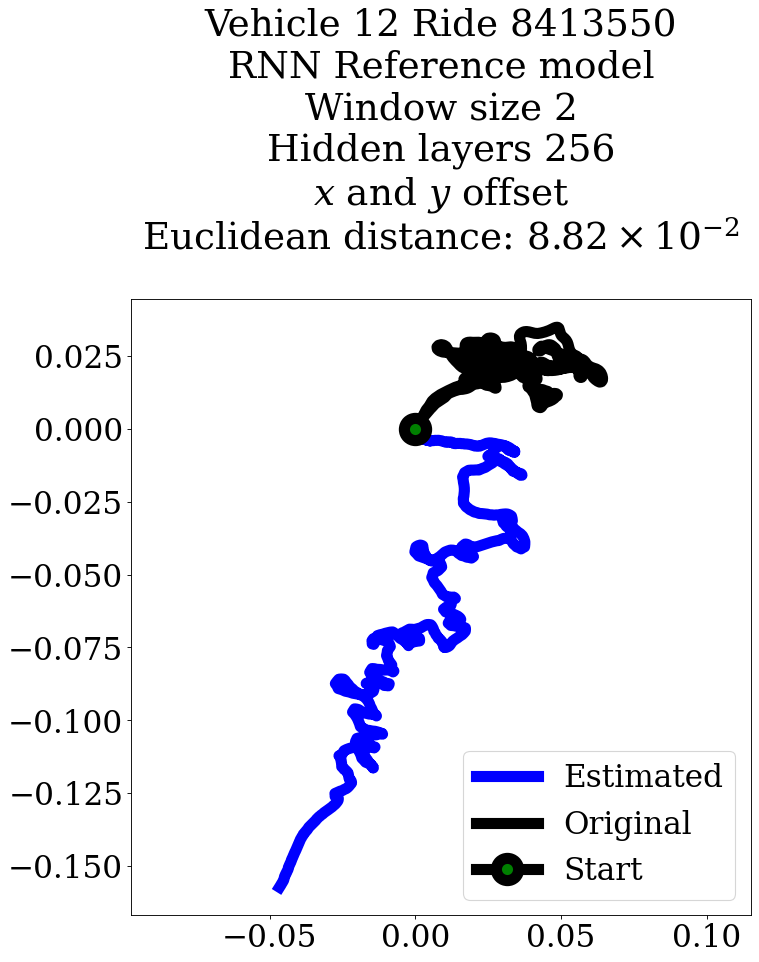 Vehicle 12 Ride 8413550
RNN Reference model
Window size 2
Hidden layers 256
x and y offset
Euclidean distance: 8.82 × 10⁻²
0.025
0.000
−0.025
−0.050
−0.075
−0.100
−0.125
−0.150
Estimated
Original
Start
−0.05 0.00 0.05 0.10